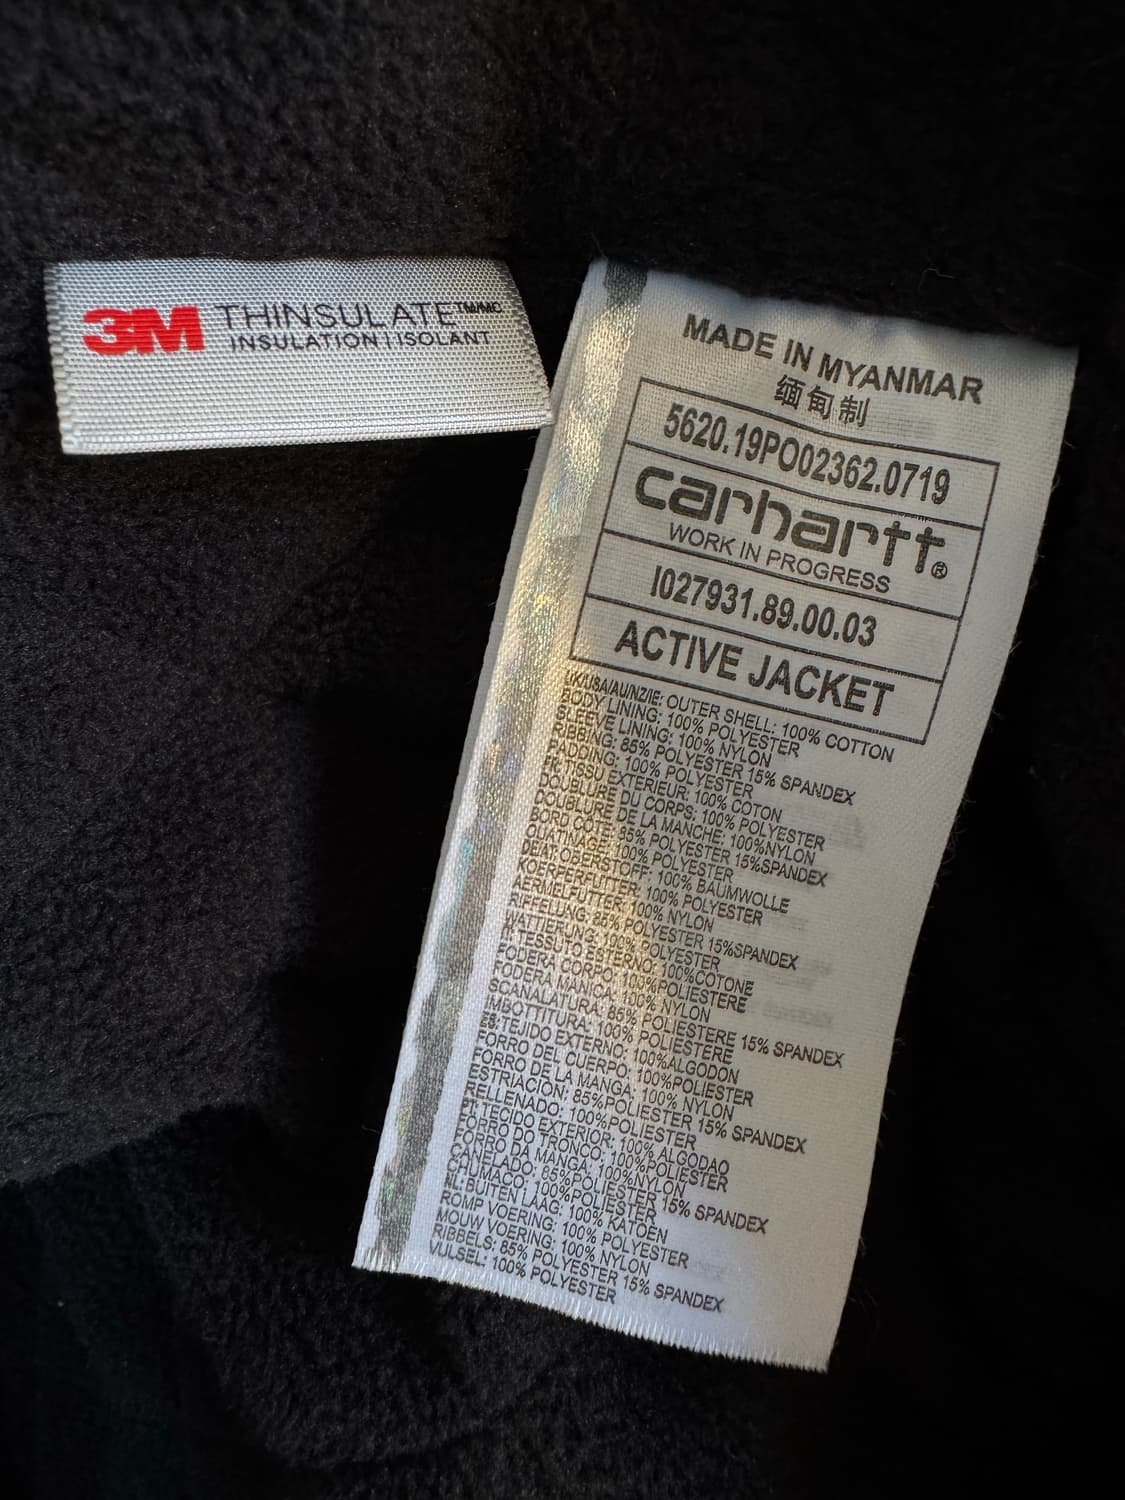 3M THINSULATE™/MC
INSULATION | ISOLANT
MADE IN MYANMAR
缅甸制
5620.19PO02362.0719
carhartt®
WORK IN PROGRESS
I027931.89.00.03
ACTIVE JACKET
UK/USA/AU/NZ/IE: OUTER SHELL: 100% COTTON
BODY LINING: 100% POLYESTER
SLEEVE LINING: 100% NYLON
RIBBING: 85% POLYESTER 15% SPANDEX
PADDING: 100% POLYESTER
FR: TISSU EXTERIEUR: 100% COTON
DOUBLURE DU CORPS: 100% POLYESTER
DOUBLURE DE LA MANCHE: 100%NYLON
BORD COTE: 85% POLYESTER 15%SPANDEX
OUATINAGE: 100% POLYESTER
DE/AT: OBERSTOFF: 100% BAUMWOLLE
KOERPERFUTTER: 100% POLYESTER
AERMELFUTTER: 100% NYLON
RIFFELUNG: 85% POLYESTER 15%SPANDEX
WATTIERUNG: 100% POLYESTER
IT: TESSUTO ESTERNO: 100%COTONE
FODERA CORPO: 100%POLIESTERE
FODERA MANICA: 100% NYLON
SCANALATURA: 85% POLIESTERE 15% SPANDEX
IMBOTTITURA: 100% POLIESTERE
ES: TEJIDO EXTERNO: 100%ALGODON
FORRO DEL CUERPO: 100%POLIESTER
FORRO DE LA MANGA: 100% NYLON
ESTRIACION: 85%POLIESTER 15% SPANDEX
RELLENADO: 100%POLIESTER
PT: TECIDO EXTERIOR: 100% ALGODAO
FORRO DO TRONCO: 100%POLIESTER
FORRO DA MANGA: 100%NYLON
CANELADO: 85%POLIESTER 15% SPANDEX
CHUMACO: 100%POLIESTER
NL: BUITEN LAAG: 100% KATOEN
ROMP VOERING: 100% POLYESTER
MOUW VOERING: 100% NYLON
RIBBELS: 85% POLYESTER 15% SPANDEX
VULSEL: 100% POLYESTER